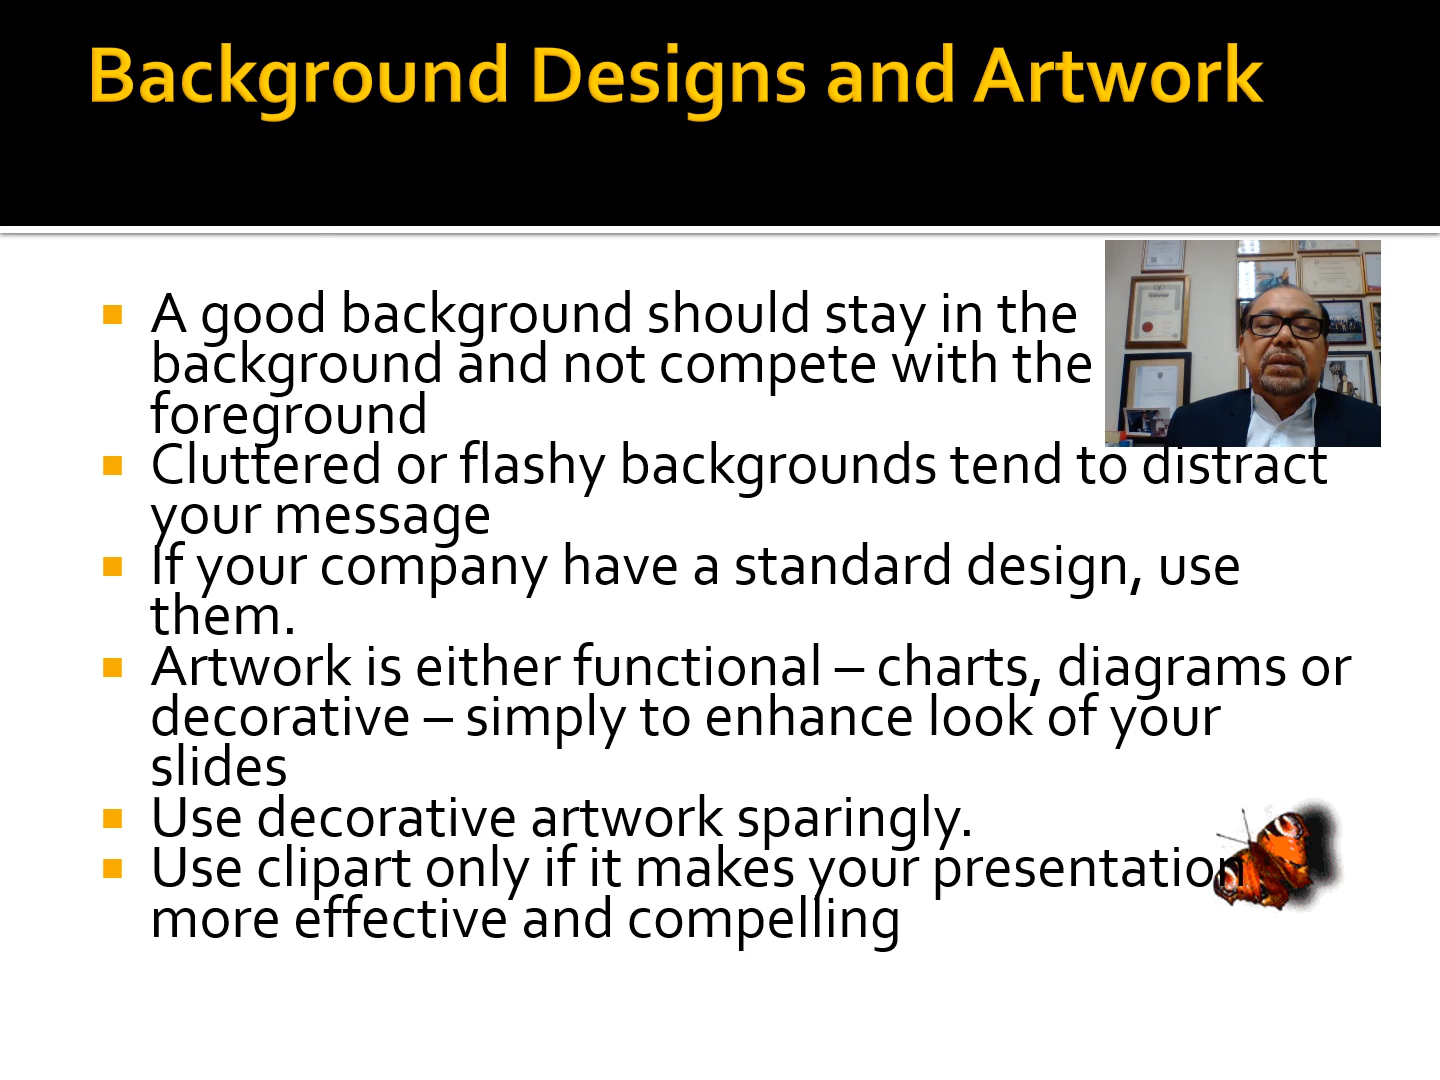 Background Designs and Artwork
A good background should stay in the
background and not compete with the
foreground
Cluttered or flashy backgrounds tend to distract
your message
If your company have a standard design, use
them.
Artwork is either functional – charts, diagrams or
decorative – simply to enhance look of your
slides
Use decorative artwork sparingly.
Use clipart only if it makes your presentation
more effective and compelling